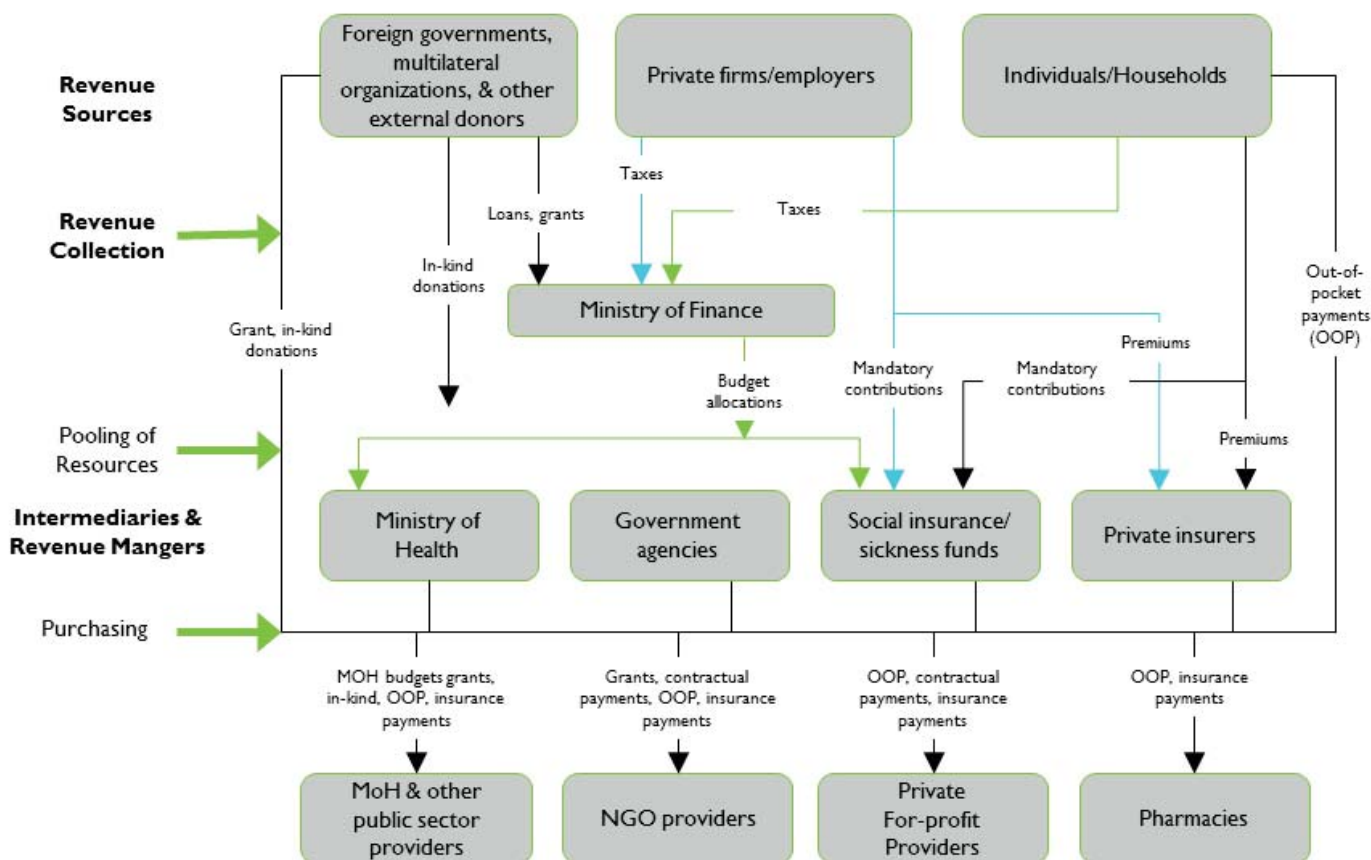 Foreign governments,
multilateral
organizations, & other
external donors
Private firms/employers
Individuals/Households
Revenue
Sources
Taxes
Loans, grants
Taxes
Revenue
Collection
In-kind
donations
Out-of-
pocket
payments
(OOP)
Ministry of Finance
Grant, in-kind
donations
Premiums
Budget
allocations
Mandatory
contributions
Mandatory
contributions
Premiums
Pooling of
Resources
Intermediaries &
Revenue Mangers
Ministry of
Health
Government
agencies
Social insurance/
sickness funds
Private insurers
Purchasing
MOH budgets grants,
in-kind, OOP, insurance
payments
Grants, contractual
payments, OOP, insurance
payments
OOP, contractual
payments, insurance
payments
OOP, insurance
payments
MoH & other
public sector
providers
NGO providers
Private
For-profit
Providers
Pharmacies